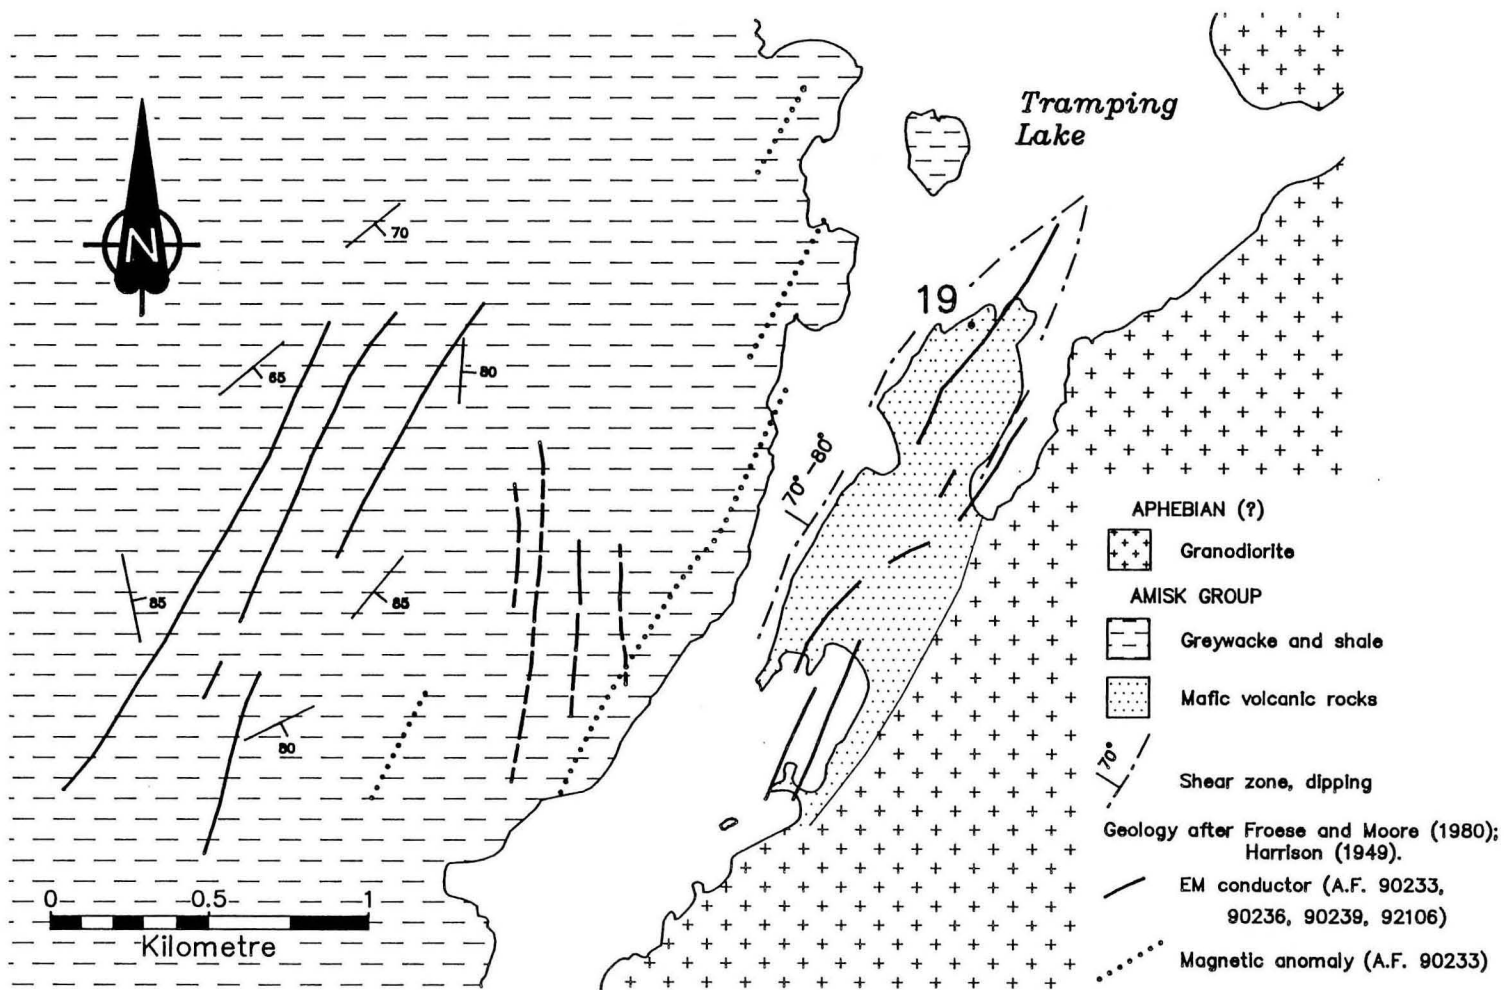 Tramping
Lake
N
70
19
65
80
70°-80°
85
85
80
APHEBIAN (?)
Granodiorite
AMISK GROUP
Greywacke and shale
Mafic volcanic rocks
70°
Shear zone, dipping
Geology after Froese and Moore (1980);
Harrison (1949).
EM conductor (A.F. 90233,
90236, 90239, 92106)
Magnetic anomaly (A.F. 90233)
0 0.5 1
Kilometre